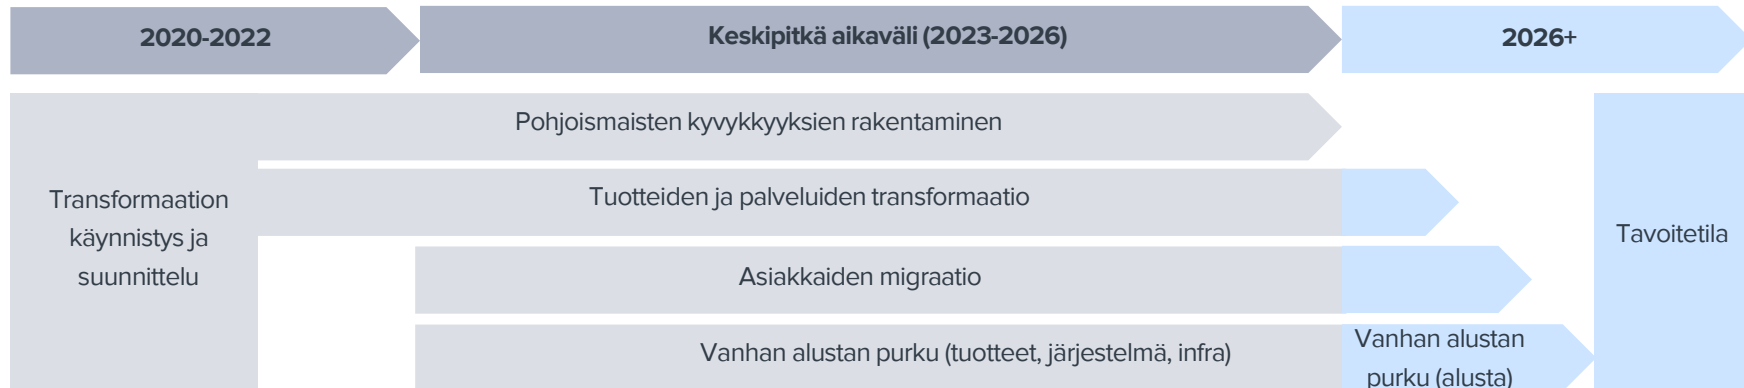 2020-2022
Keskipitkä aikaväli (2023-2026)
2026+
Pohjoismaisten kyvykkyyksien rakentaminen
Transformaation
käynnistys ja
suunnittelu
Tuotteiden ja palveluiden transformaatio
Asiakkaiden migraatio
Vanhan alustan purku (tuotteet, järjestelmä, infra)
Vanhan alustan
purku (alusta)
Tavoitetila